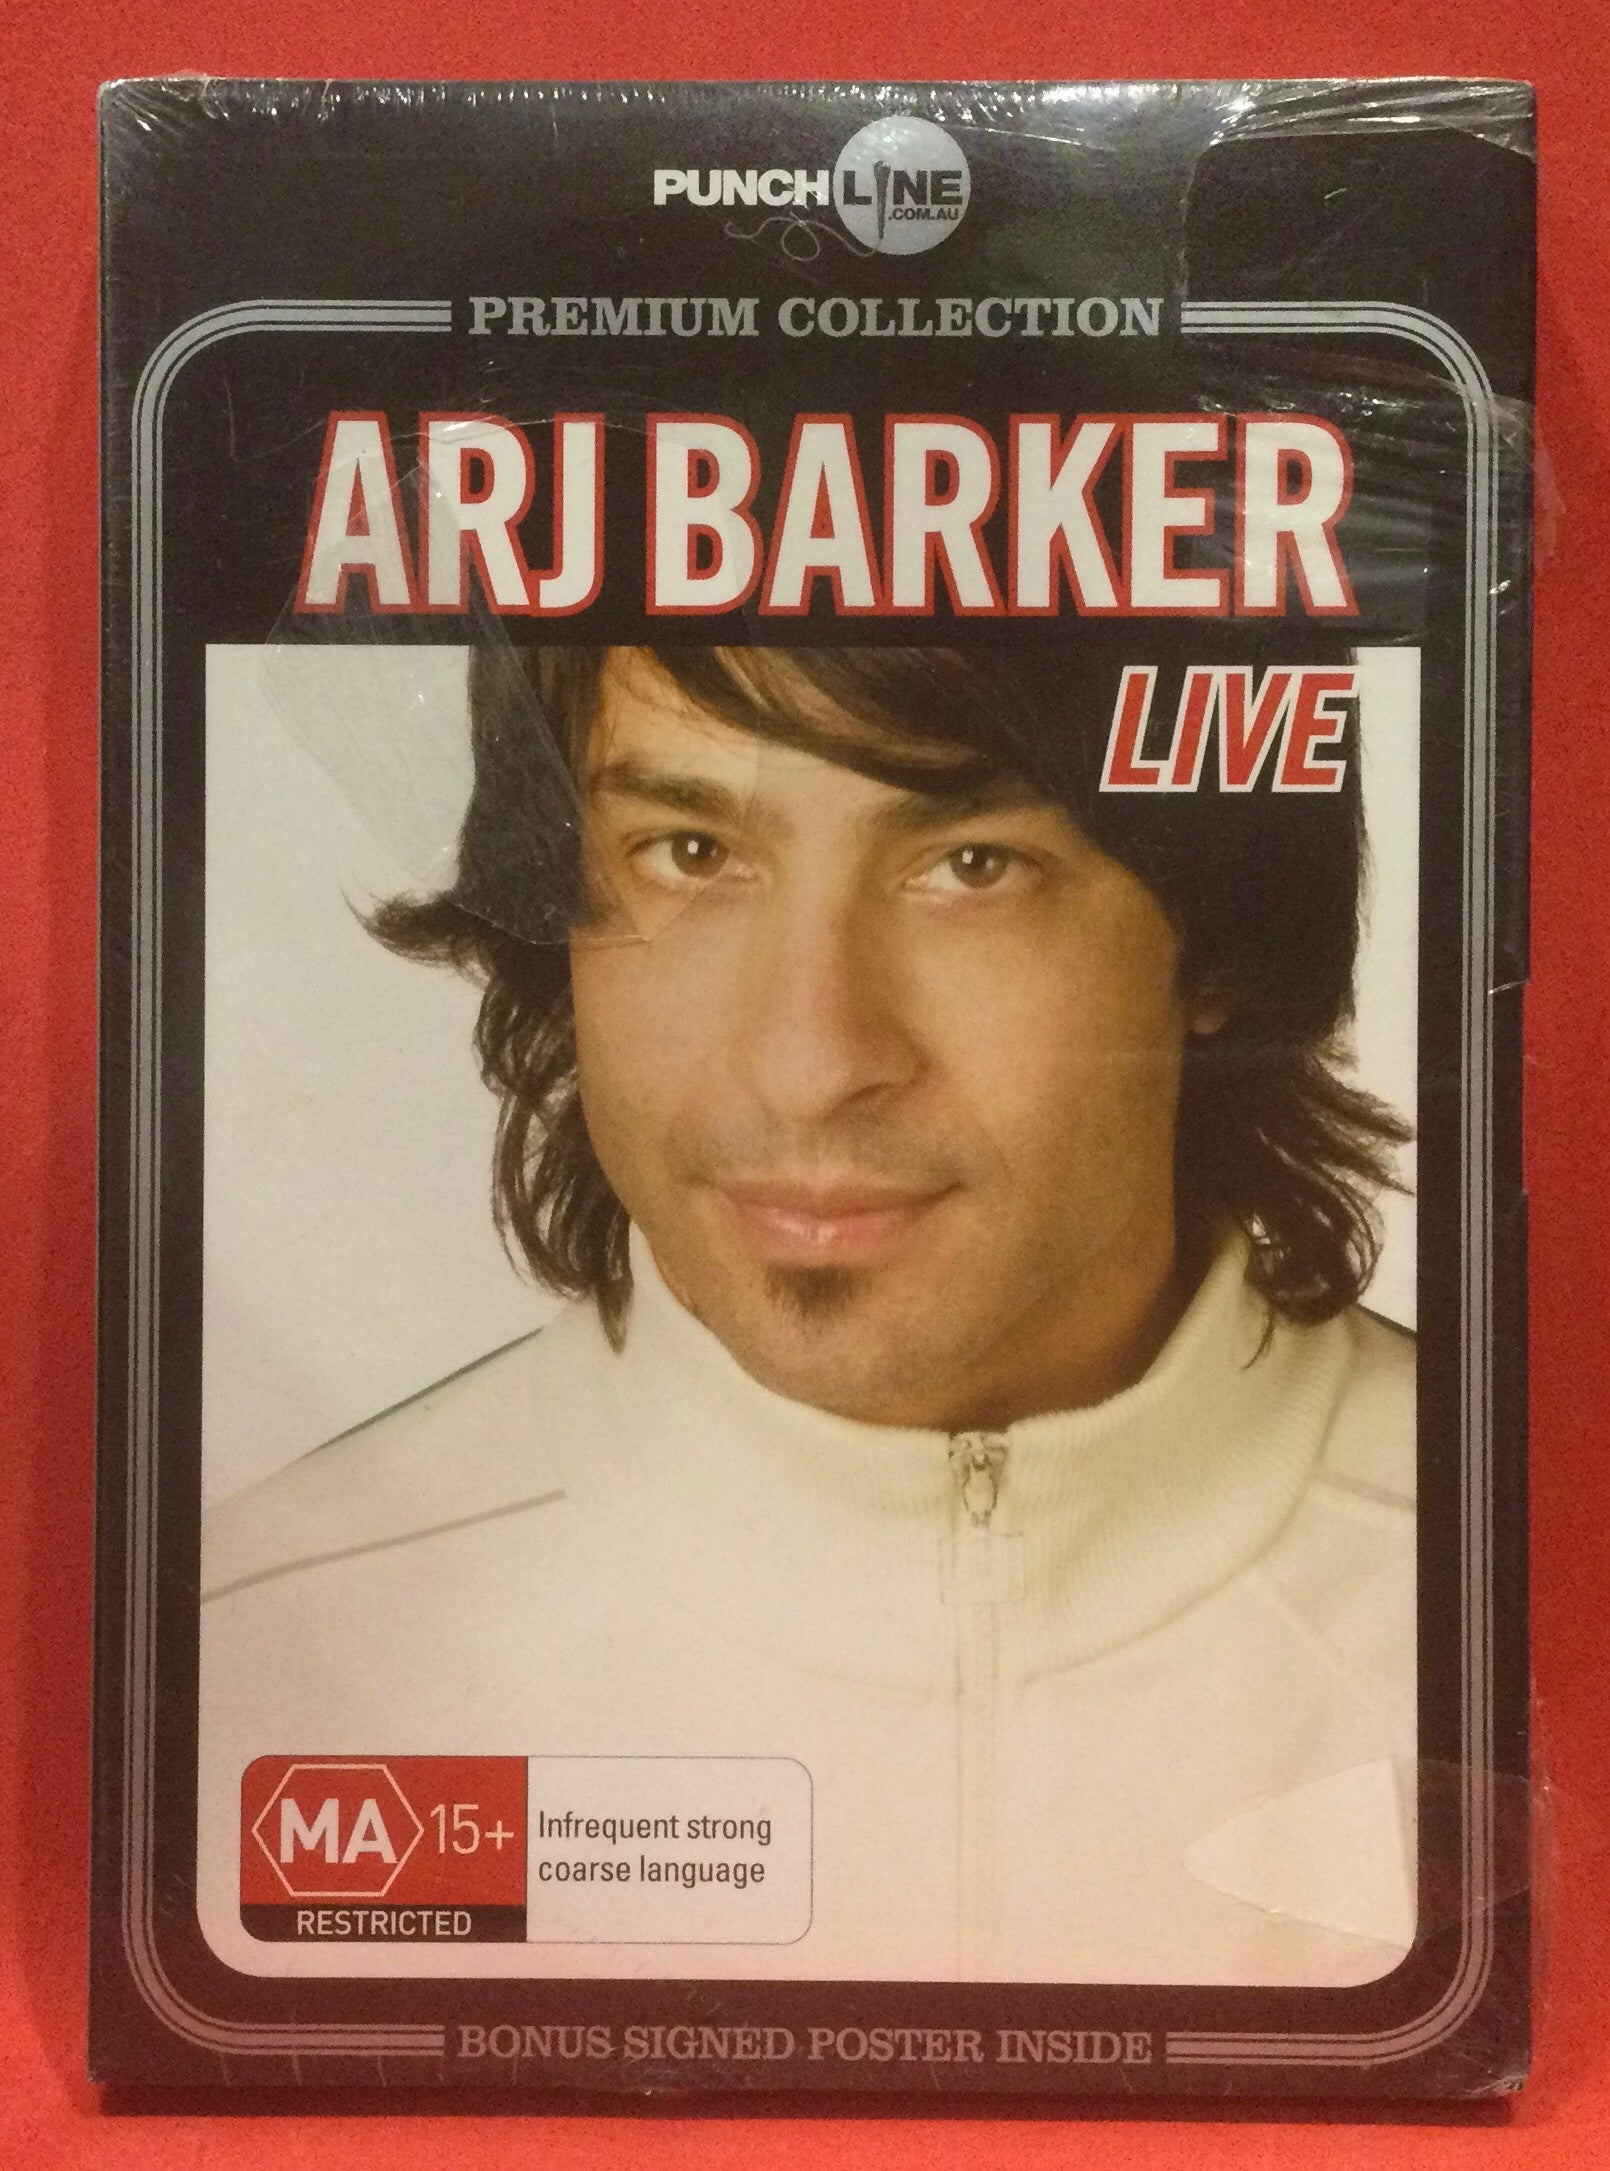 PUNCHLINE
.COM.AU
PREMIUM COLLECTION
ARJ BARKER
LIVE
MA 15+
RESTRICTED
Infrequent strong
coarse language
BONUS SIGNED POSTER INSIDE